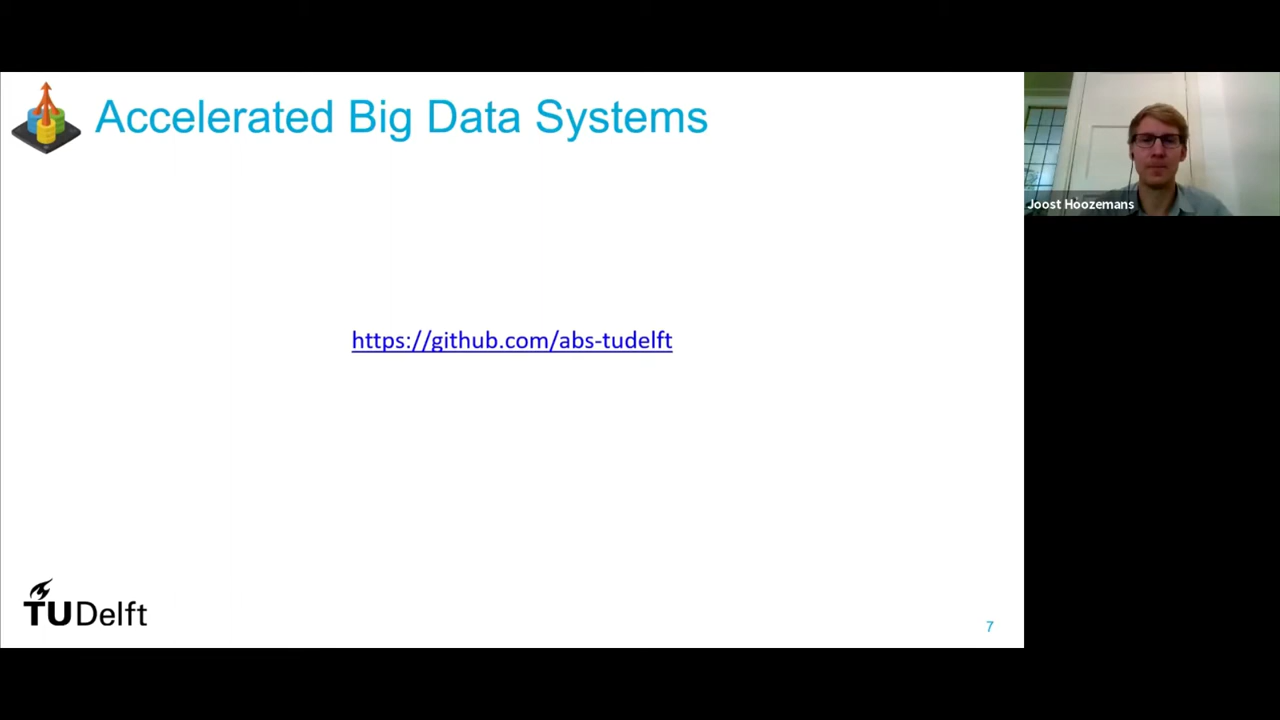 Accelerated Big Data Systems
Joost Hoozemans
https://github.com/abs-tudelft
TUDelft
7